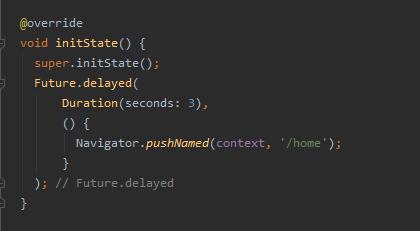 @override
void initState() {
  super.initState();
  Future.delayed(
      Duration(seconds: 3),
      () {
        Navigator.pushNamed(context, '/home');
      }
  ); // Future.delayed
}